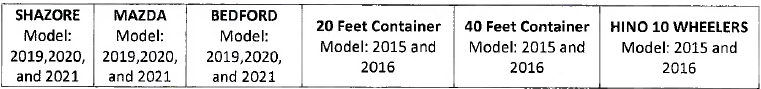 SHAZORE
Model:
2019,2020,
and 2021
MAZDA
Model:
2019,2020,
and 2021
BEDFORD
Model:
2019,2020,
and 2021
20 Feet Container
Model: 2015 and
2016
40 Feet Container
Model: 2015 and
2016
HINO 10 WHEELERS
Model: 2015 and
2016